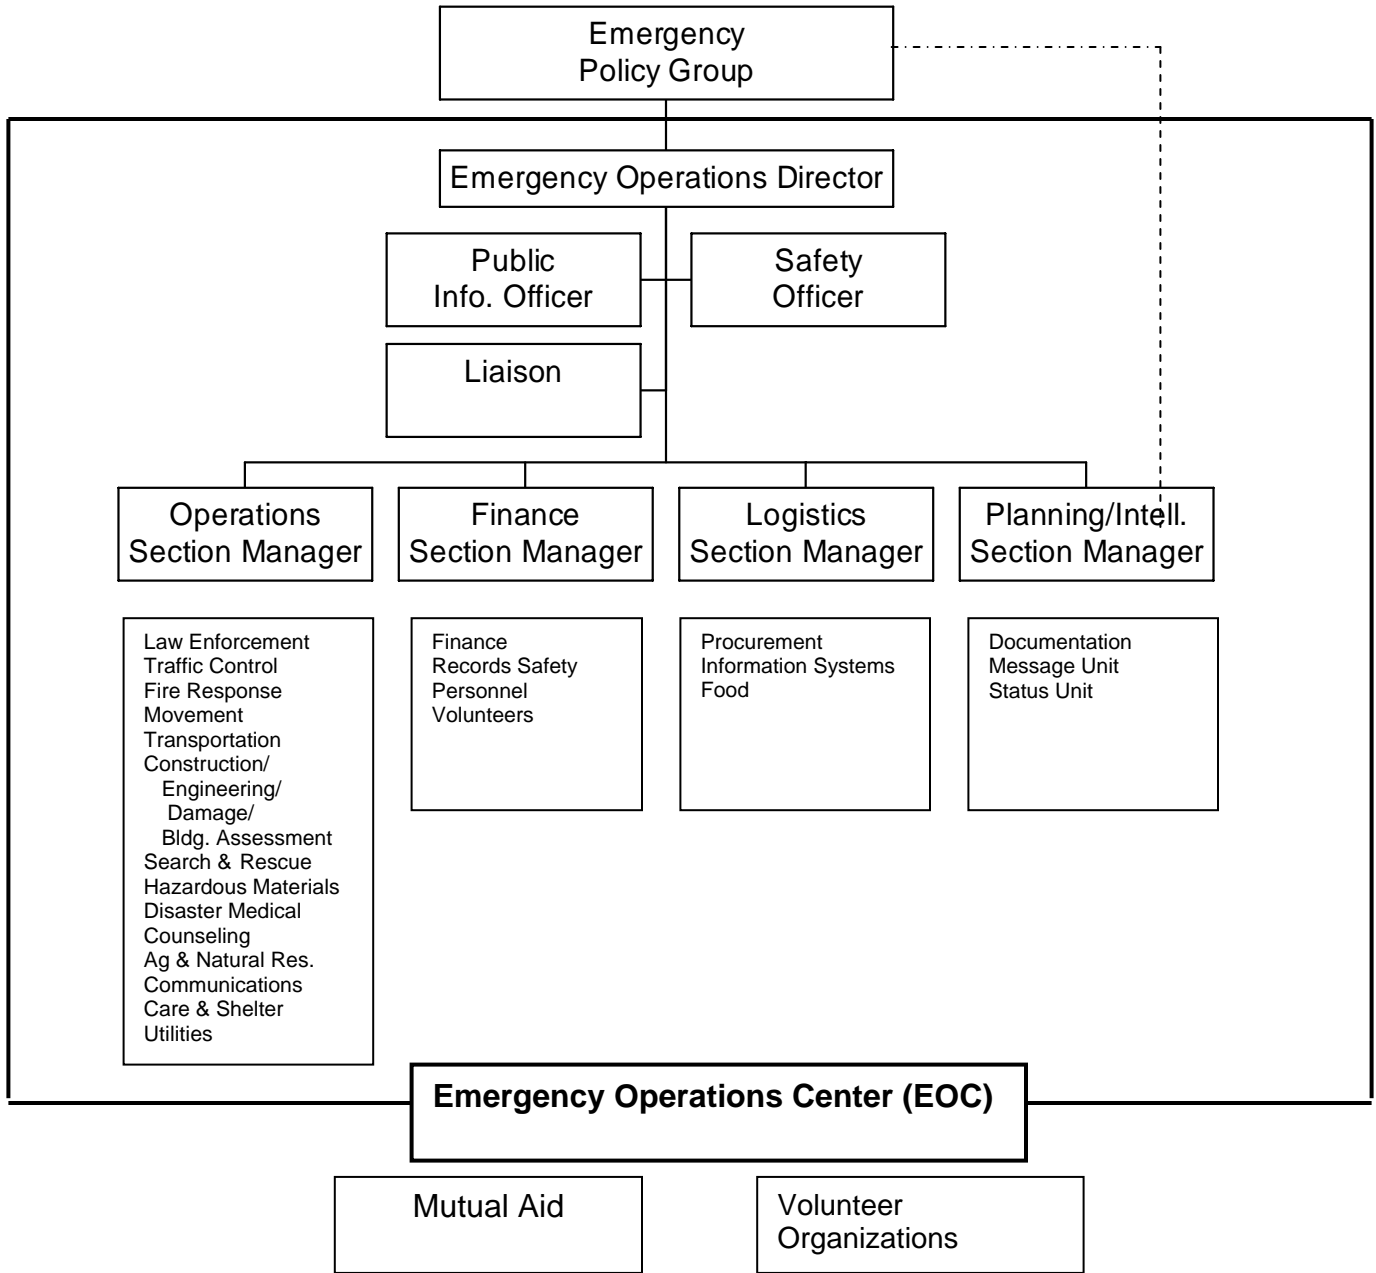 Emergency
Policy Group
Emergency Operations Director
Public
Info. Officer
Safety
Officer
Liaison
Operations
Section Manager
Finance
Section Manager
Logistics
Section Manager
Planning/Intell.
Section Manager
Law Enforcement
Traffic Control
Fire Response
Movement
Transportation
Construction/
Engineering/
Damage/
Bldg. Assessment
Search & Rescue
Hazardous Materials
Disaster Medical
Counseling
Ag & Natural Res.
Communications
Care & Shelter
Utilities
Finance
Records Safety
Personnel
Volunteers
Procurement
Information Systems
Food
Documentation
Message Unit
Status Unit
Emergency Operations Center (EOC)
Mutual Aid
Volunteer
Organizations